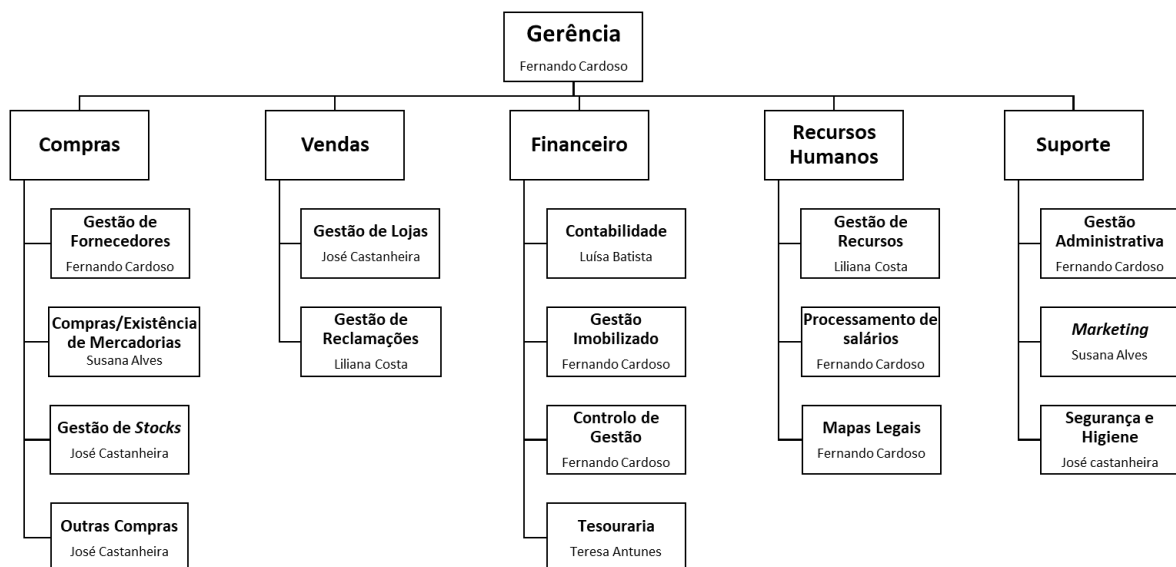 Gerência
Fernando Cardoso
Compras
Vendas
Financeiro
Recursos
Humanos
Suporte
Gestão de
Fornecedores
Fernando Cardoso
Compras/Existência
de Mercadorias
Susana Alves
Gestão de Stocks
José Castanheira
Outras Compras
José Castanheira
Gestão de Lojas
José Castanheira
Gestão de
Reclamações
Liliana Costa
Contabilidade
Luísa Batista
Gestão
Imobilizado
Fernando Cardoso
Controlo de
Gestão
Fernando Cardoso
Tesouraria
Teresa Antunes
Gestão de
Recursos
Liliana Costa
Processamento de
salários
Fernando Cardoso
Mapas Legais
Fernando Cardoso
Gestão
Administrativa
Fernando Cardoso
Marketing
Susana Alves
Segurança e
Higiene
José castanheira